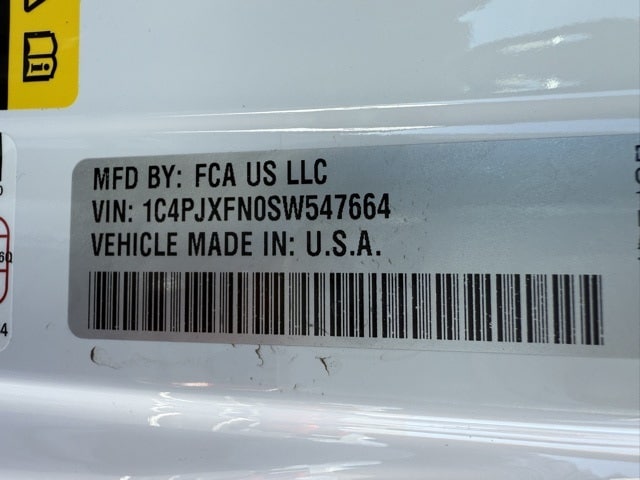 MFD BY: FCA US LLC
VIN: 1C4PJXFN0SW547664
VEHICLE MADE IN: U.S.A.